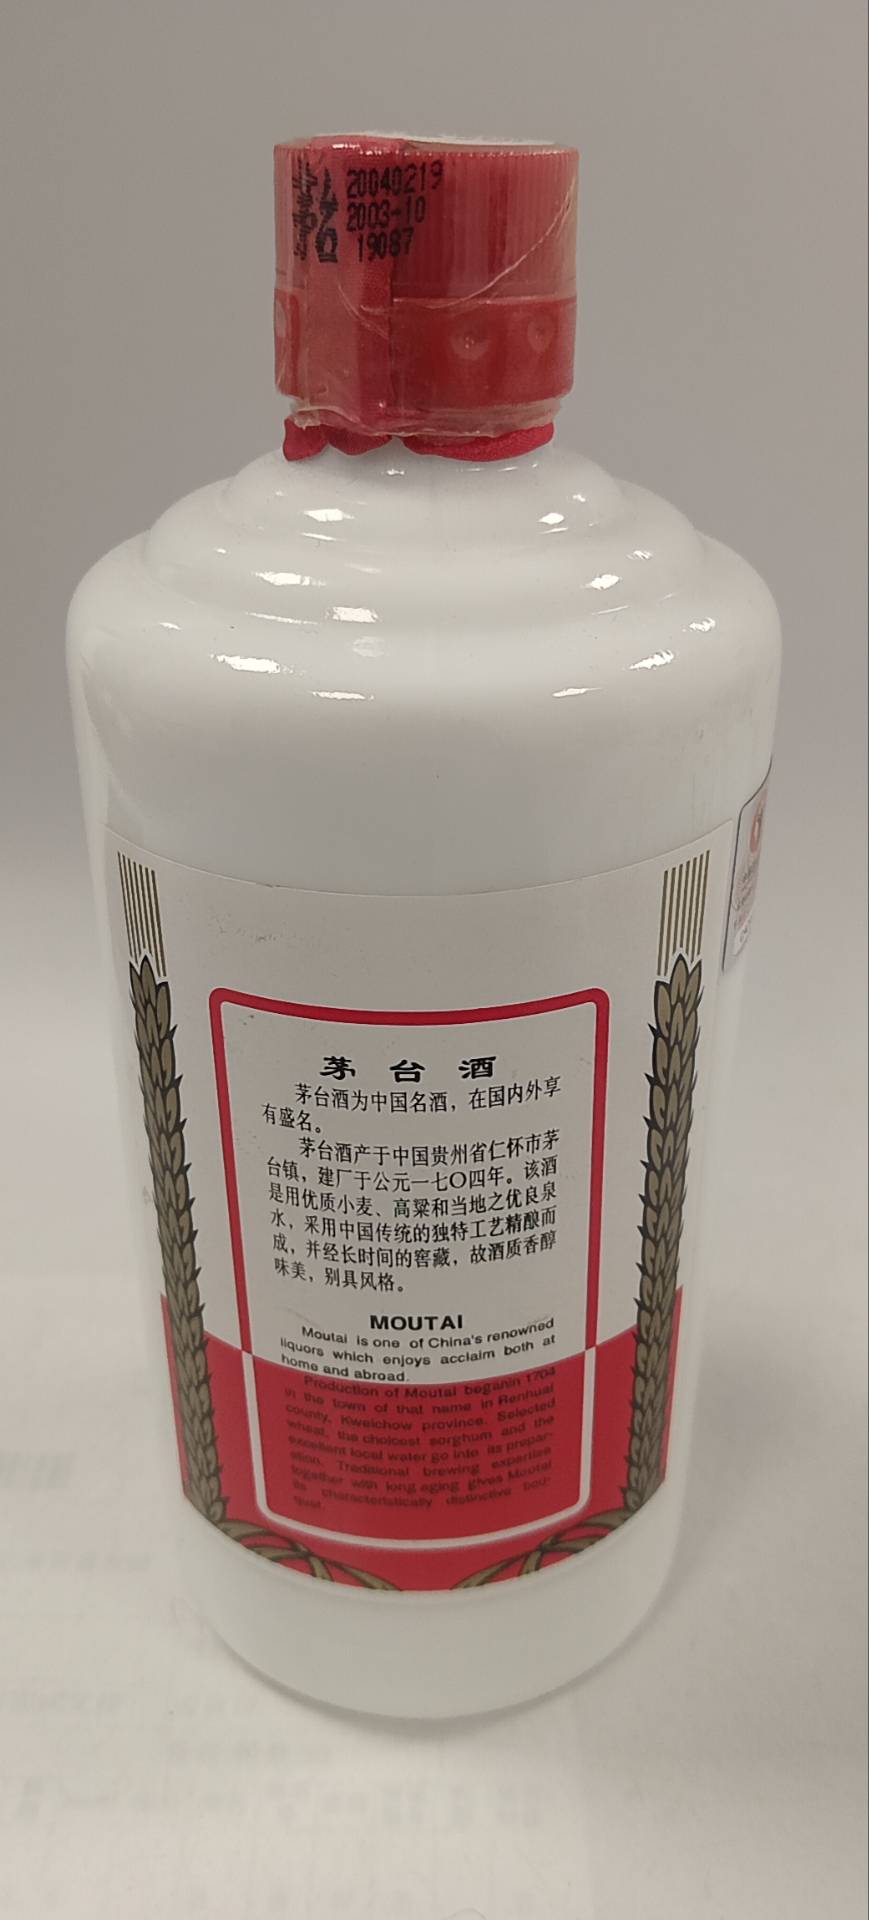 茅台
20040219
2003-10
19087
茅台酒
茅台酒为中国名酒，在国内外享
有盛名。
茅台酒产于中国贵州省仁怀市茅
台镇，建厂于公元一七〇四年。该酒
是用优质小麦、高粱和当地之优良泉
水，采用中国传统的独特工艺精酿而
成，并经长时间的窖藏，故酒质香醇
味美，别具风格。
MOUTAI
Moutai is one of China's renowned
liquors which enjoys acclaim both at
home and abroad.
Production of Moutai began in 1704
in the town of that name in Renhuai
county, Kweichow province. Selected
wheat, the choicest sorghum and the
excellent local water go into its prepar-
ation. Traditional brewing expertise
together with long aging gives Moutai
its characteristically distinctive bou-
quet.